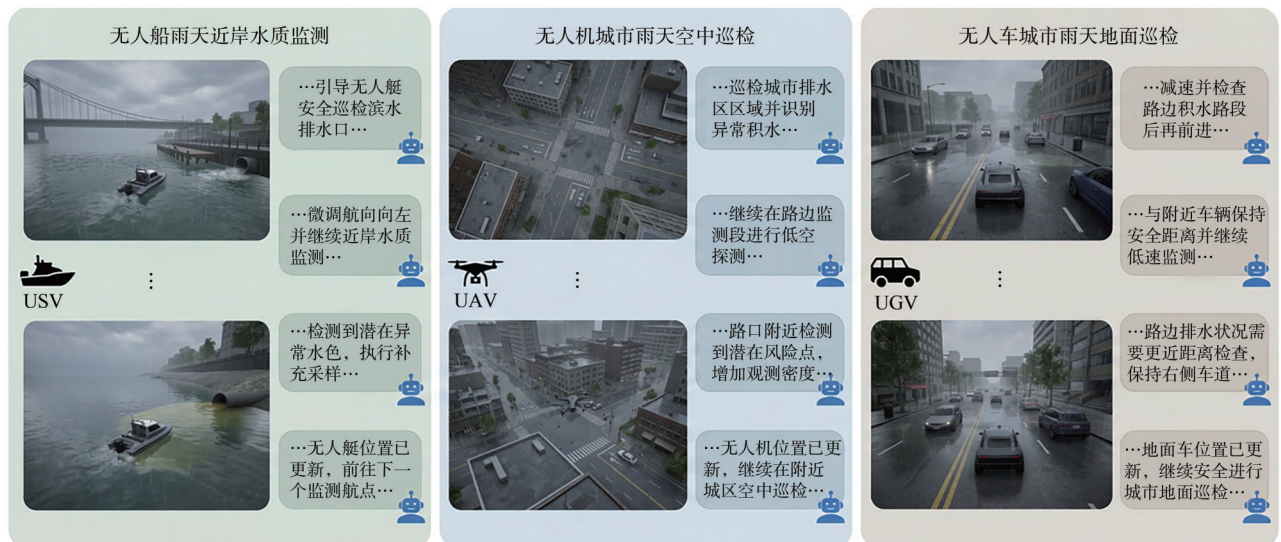 无人船雨天近岸水质监测
…引导无人艇
安全巡检滨水
排水口…
…微调航向向左
并继续近岸水质
监测…
USV
⋮
…检测到潜在异
常水色，执行补
充采样…
…无人艇位置已
更新，前往下一
个监测航点…
无人机城市雨天空中巡检
…巡检城市排水
区区域并识别
异常积水…
…继续在路边监
测段进行低空
探测…
UAV
⋮
…路口附近检测
到潜在风险点，
增加观测密度…
…无人机位置已更
新，继续在附近
城区空中巡检…
无人车城市雨天地面巡检
…减速并检查
路边积水路段
后再前进…
…与附近车辆保持
安全距离并继续
低速监测…
UGV
⋮
…路边排水状况需
要更近距离检查，
保持右侧车道…
…地面车位置已更
新，继续安全进行
城市地面巡检…